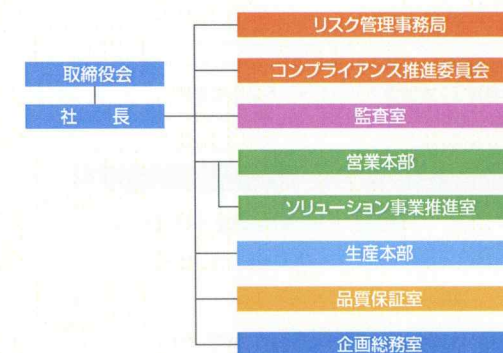 取締役会
社長
リスク管理事務局
コンプライアンス推進委員会
監査室
営業本部
ソリューション事業推進室
生産本部
品質保証室
企画総務室